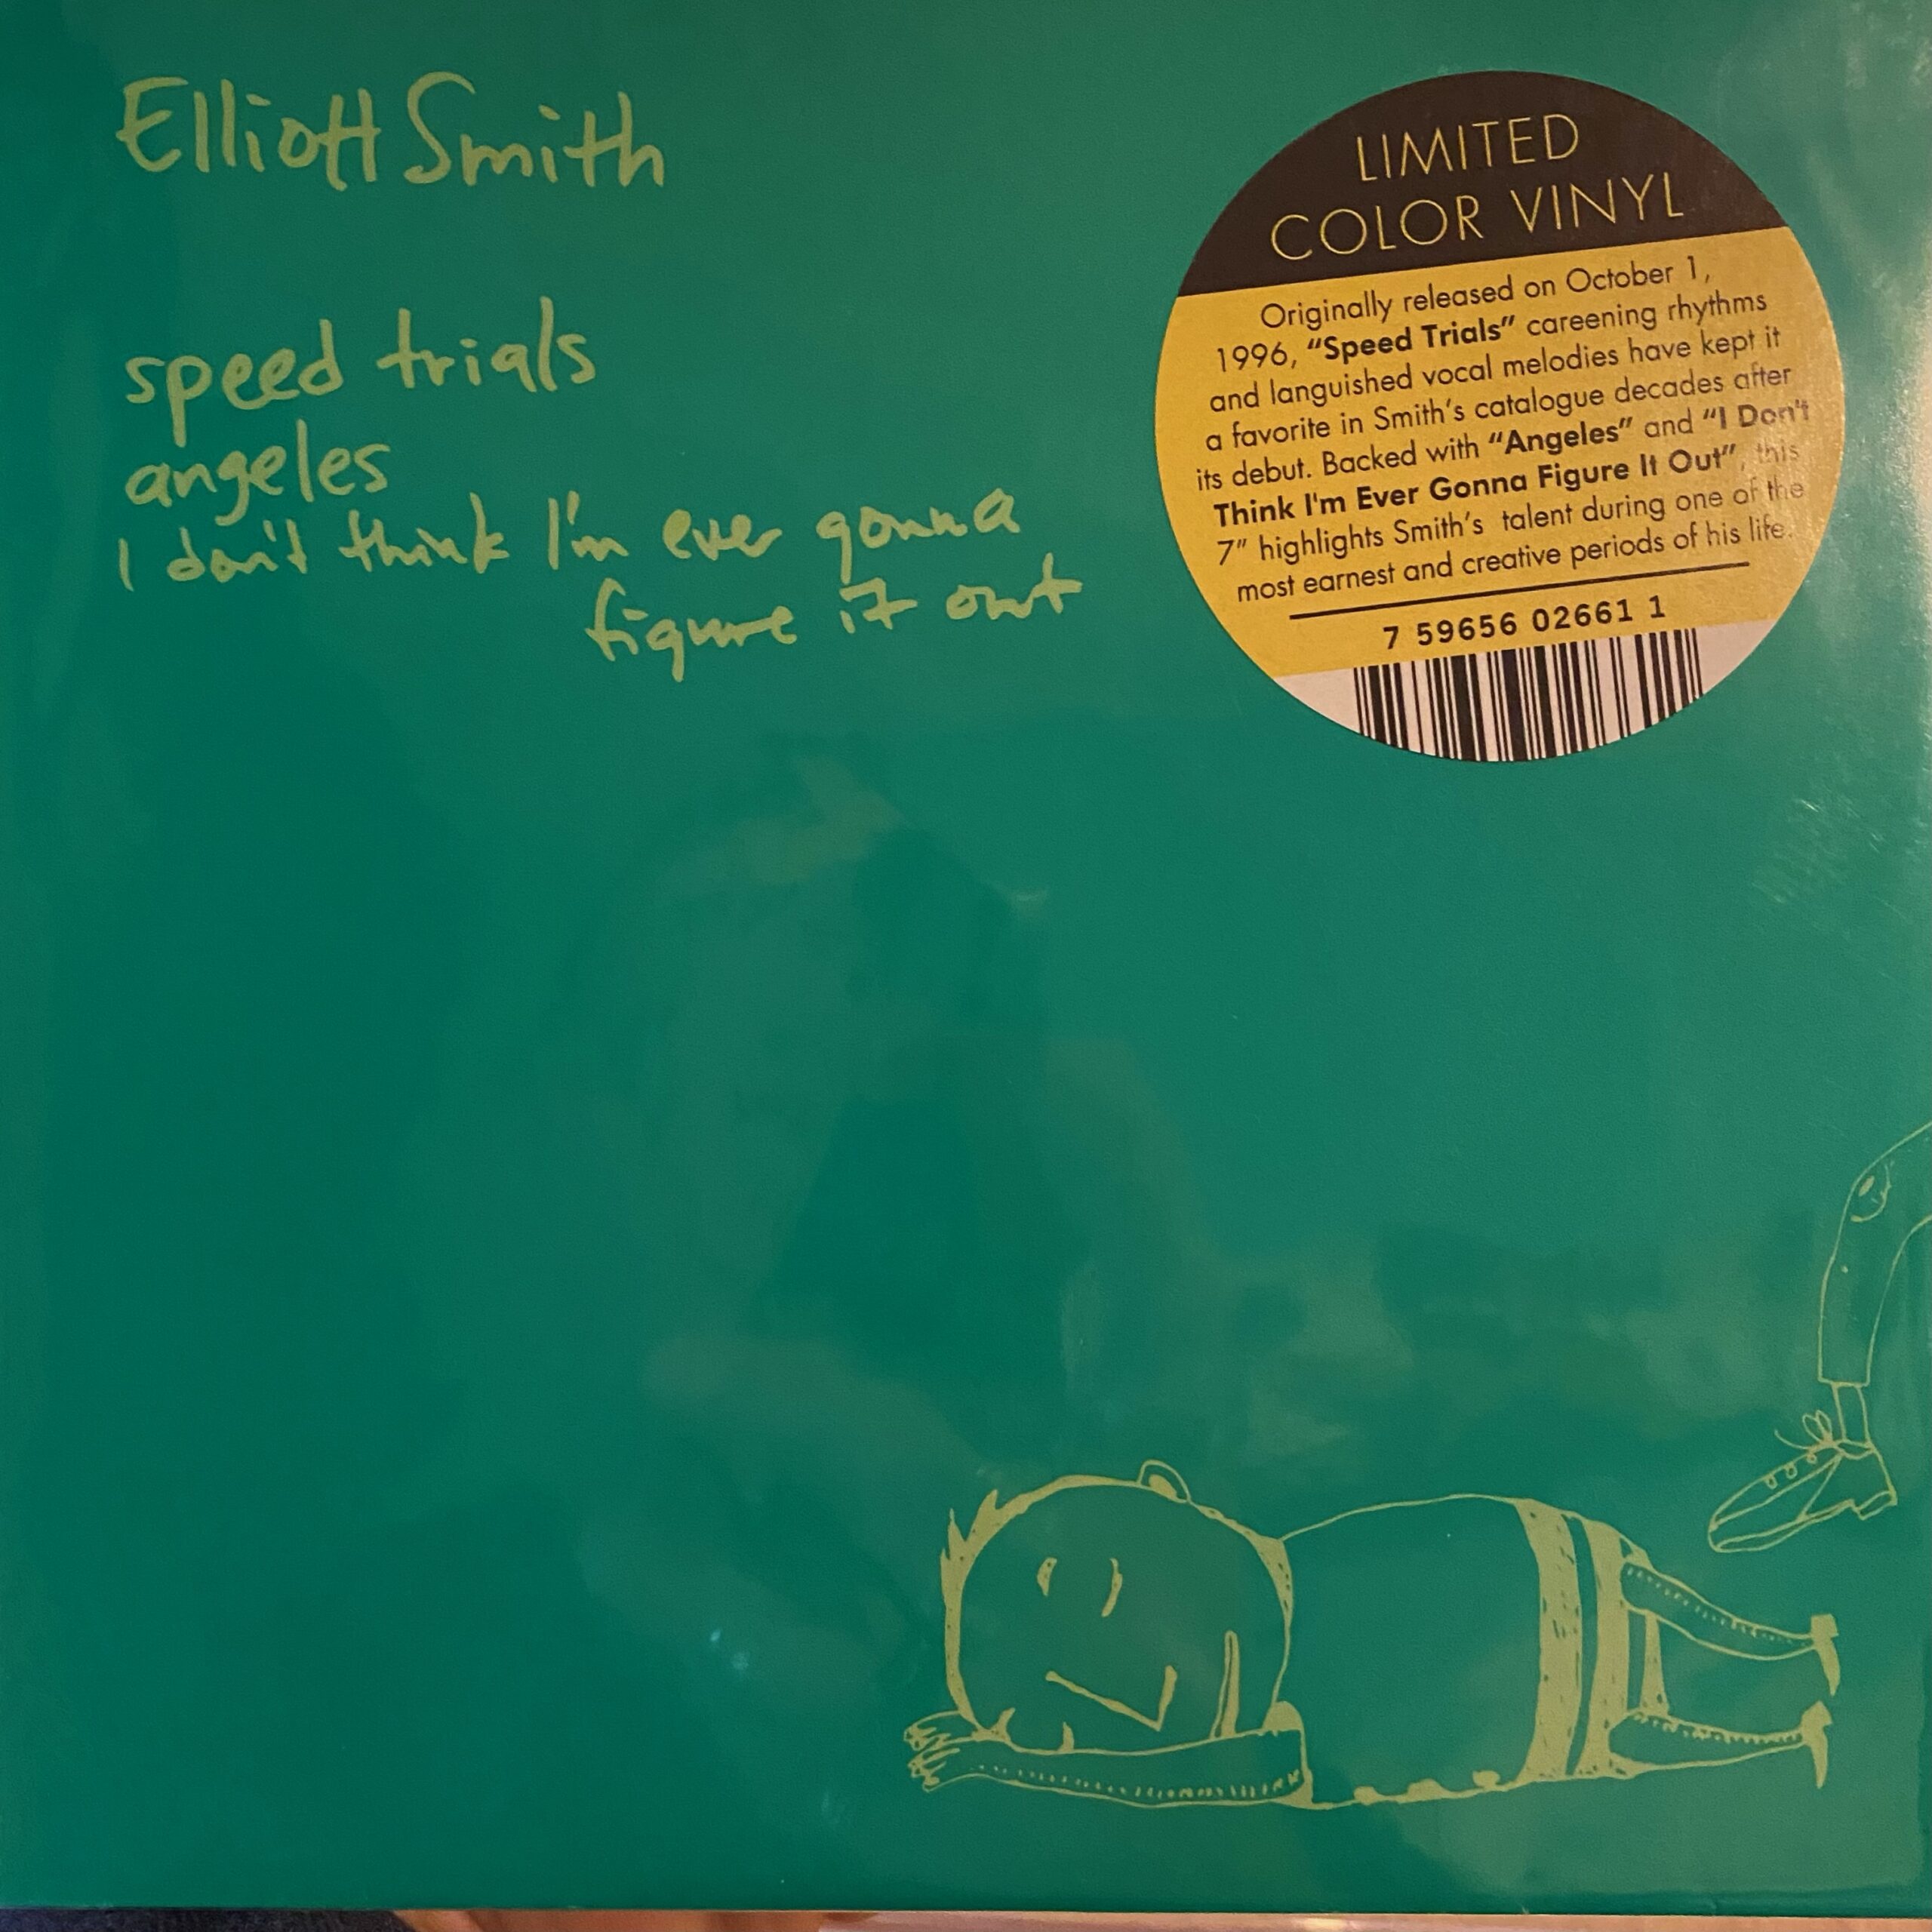 Elliott Smith
speed trials
angeles
I don't think I'm ever gonna
figure it out
LIMITED
COLOR VINYL
Originally released on October 1,
1996, “Speed Trials” careening rhythms
and languished vocal melodies have kept it
a favorite in Smith's catalogue decades after
its debut. Backed with “Angeles” and “I Don't
Think I'm Ever Gonna Figure It Out”, this
7” highlights Smith's talent during one of the
most earnest and creative periods of his life.
7 59656 02661 1